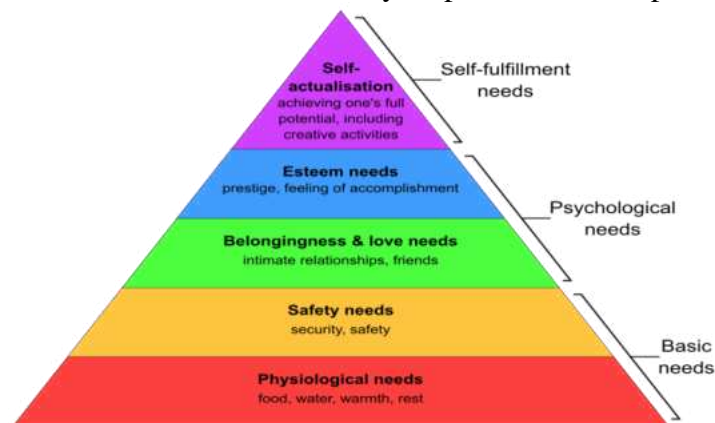 Self-
actualisation
achieving one's full
potential, including
creative activities
Self-fulfillment
needs
Esteem needs
prestige, feeling of accomplishment
Psychological
needs
Belongingness & love needs
intimate relationships, friends
Safety needs
security, safety
Basic
needs
Physiological needs
food, water, warmth, rest